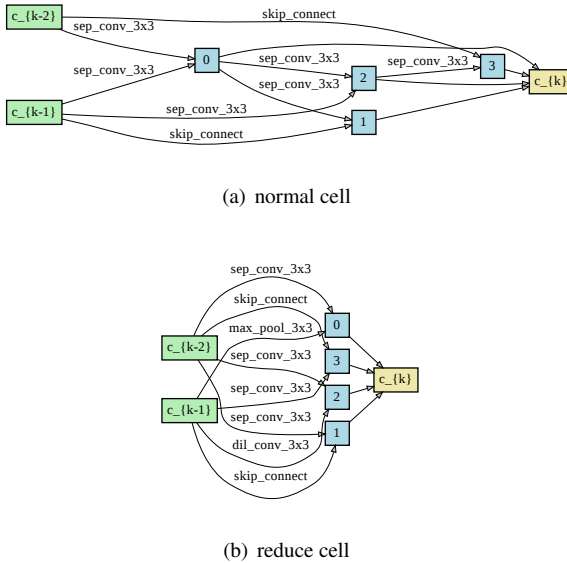 c_{k-2}
skip_connect
sep_conv_3x3
0
sep_conv_3x3
sep_conv_3x3
3
sep_conv_3x3
2
c_{k}
sep_conv_3x3
c_{k-1}
sep_conv_3x3
1
skip_connect
(a) normal cell
sep_conv_3x3
skip_connect
0
max_pool_3x3
c_{k-2}
sep_conv_3x3
3
c_{k}
sep_conv_3x3
2
c_{k-1}
sep_conv_3x3
1
dil_conv_3x3
skip_connect
(b) reduce cell